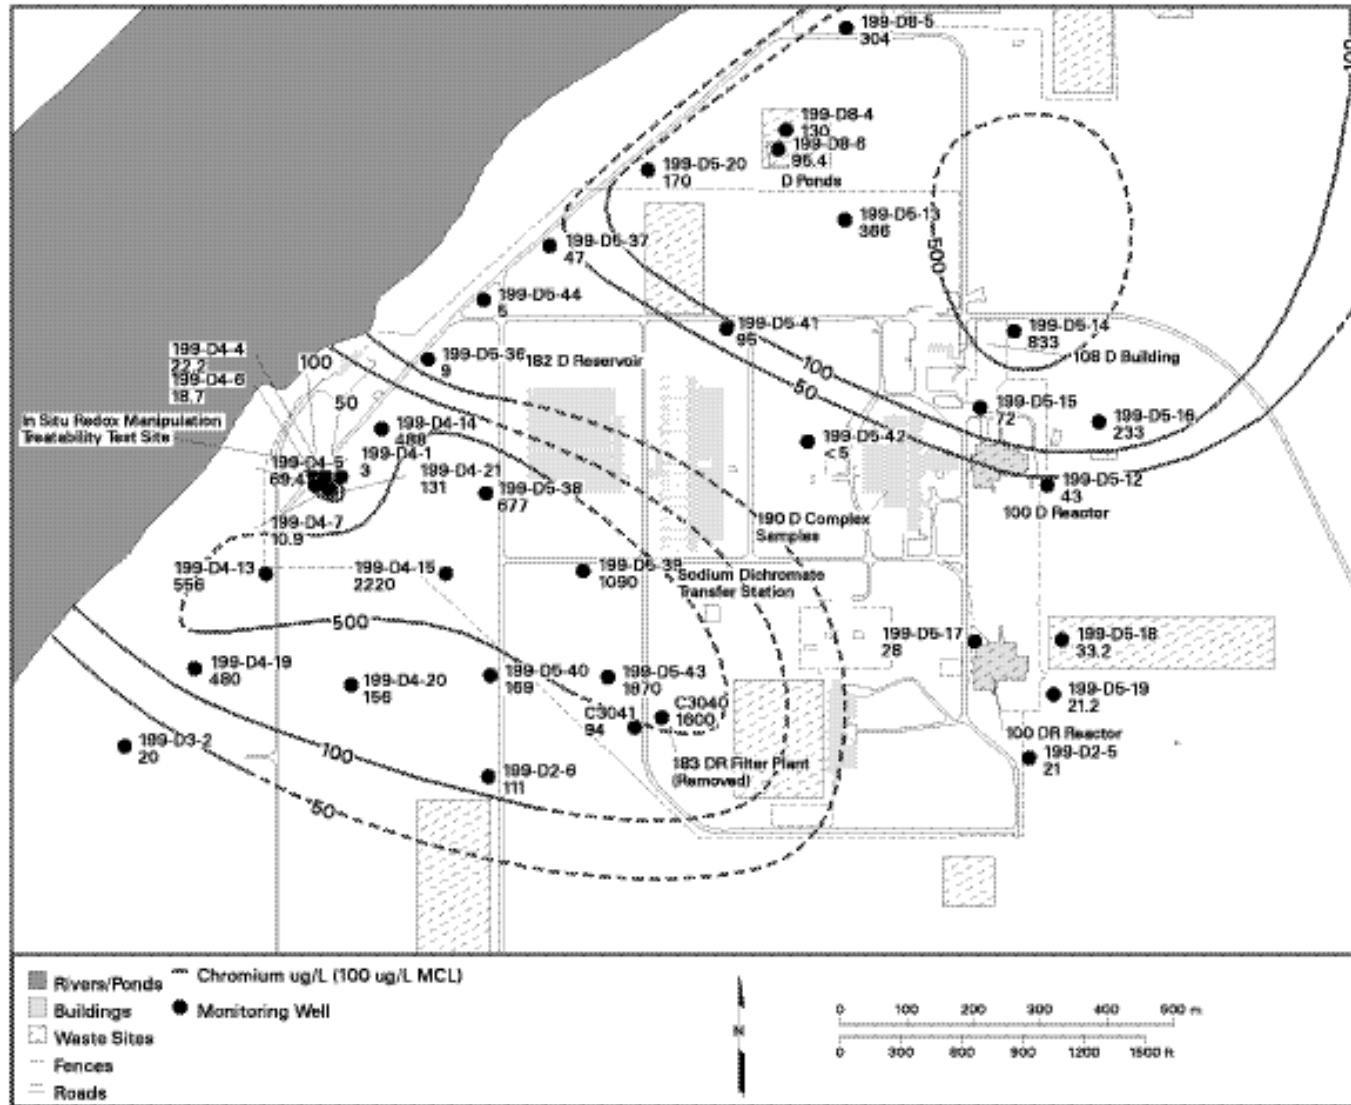 199-D8-5
304
100
199-D8-4
130
199-D8-6
95.4
D Ponds
199-D5-20
170
199-D5-13
366
500
199-D5-37
47
199-D5-44
5
199-D5-41
95
199-D5-14
833
108 D Building
199-D4-4
22.2
199-D4-6
18.7
100
50
199-D5-36
9
182 D Reservoir
100
50
In Situ Redox Manipulation
Treatability Test Site
199-D4-14
488
199-D4-1
3
199-D5-15
72
199-D5-16
233
199-D5-42
<5
199-D4-5
69.4
199-D4-21
131
199-D5-38
677
199-D5-12
43
100 D Reactor
199-D4-7
10.9
190 D Complex
Samples
199-D4-13
556
199-D4-15
2220
199-D5-39
1090
Sodium Dichromate
Transfer Station
500
199-D5-17
28
199-D5-18
33.2
199-D4-19
480
199-D4-20
156
199-D5-40
169
199-D5-43
1870
199-D5-19
21.2
C3041
94
C3040
1600
100 DR Reactor
199-D3-2
20
100
183 DR Filter Plant
(Removed)
199-D2-5
21
199-D2-6
111
50
Rivers/Ponds
Chromium ug/L (100 ug/L MCL)
Buildings
Monitoring Well
Waste Sites
Fences
Roads
N
0 100 200 300 400 500 m
0 300 600 900 1200 1500 ft